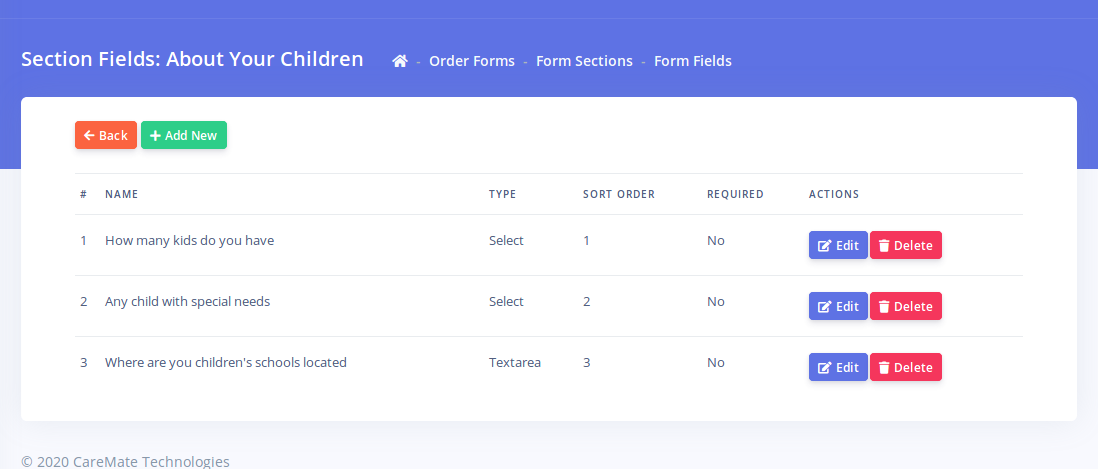 Section Fields: About Your Children - Order Forms - Form Sections - Form Fields
Back Add New
# NAME TYPE SORT ORDER REQUIRED ACTIONS
1 How many kids do you have Select 1 No Edit Delete
2 Any child with special needs Select 2 No Edit Delete
3 Where are you children's schools located Textarea 3 No Edit Delete
© 2020 CareMate Technologies